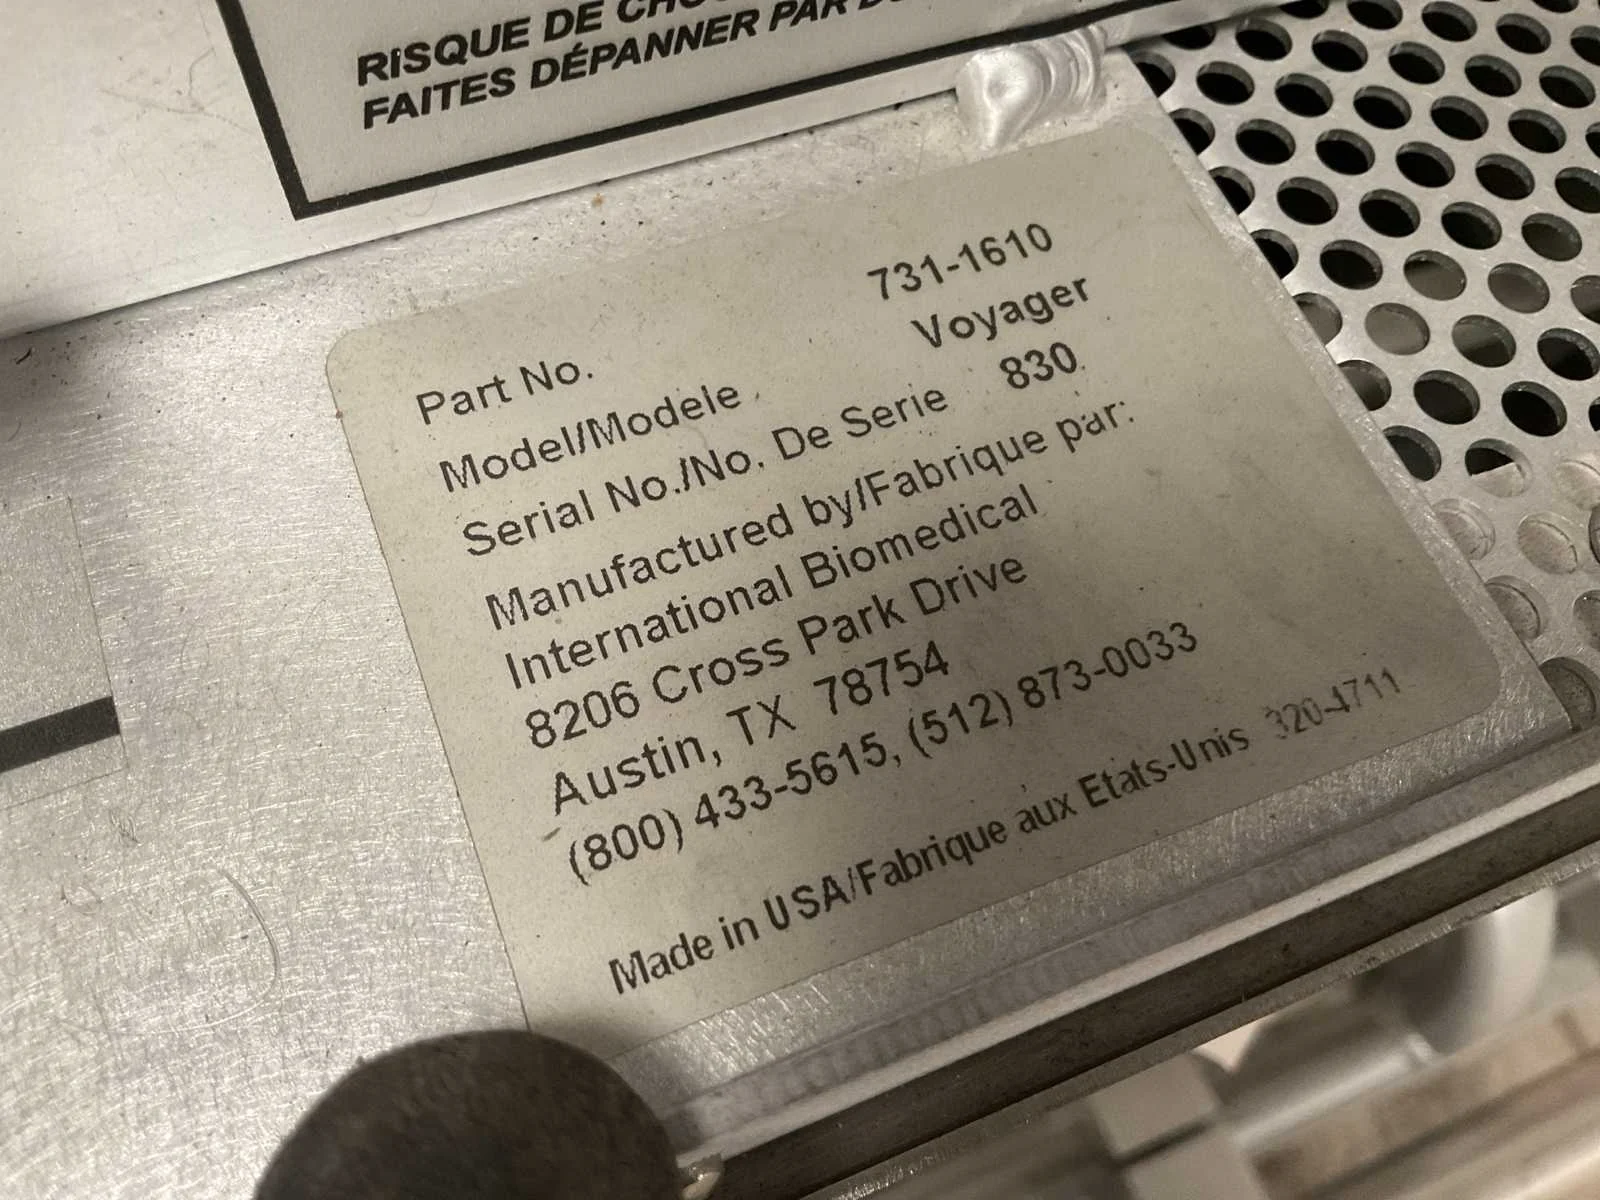 RISQUE DE
FAITES DÉPANNER PAR
Part No. 731-1610
Model/Modele Voyager
Serial No./No. De Serie 830
Manufactured by/Fabrique par:
International Biomedical
8206 Cross Park Drive
Austin, TX 78754
(800) 433-5615, (512) 873-0033
Made in USA/Fabrique aux Etats-Unis 320-4711